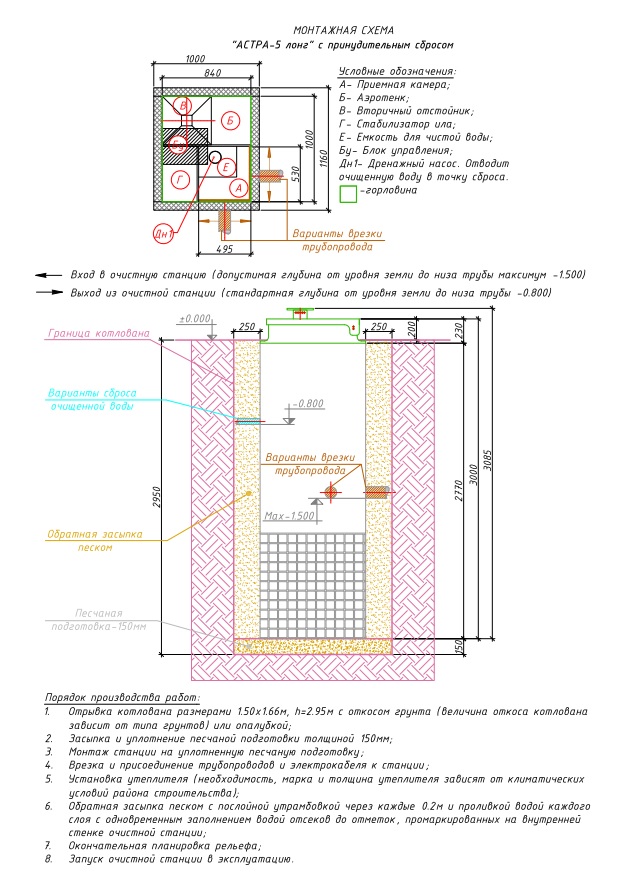 МОНТАЖНАЯ СХЕМА
"АСТРА-5 лонг" с принудительным сбросом
1000
840
В
Б
Бу
Г
Е
А
Дн1
495
530
1000
1160
Условные обозначения:
А- Приемная камера;
Б- Аэротенк;
В- Вторичный отстойник;
Г- Стабилизатор ила;
Е- Емкость для чистой воды;
Бу- Блок управления;
Дн1- Дренажный насос. Отводит
очищенную воду в точку сброса.
-горловина
Варианты врезки
трубопровода
Вход в очистную станцию (допустимая глубина от уровня земли до низа трубы максимум -1.500)
Выход из очистной станции (стандартная глубина от уровня земли до низа трубы -0.800)
±0.000
250
250
200
230
Граница котлована
Варианты сброса
очищенной воды
-0.800
Варианты врезки
трубопровода
Max-1.500
2950
2770
3000
3085
Обратная засыпка
песком
Песчаная
подготовка-150мм
150
Порядок производства работ:
1. Отрывка котлована размерами 1.50х1.66м, h=2.95м с откосом грунта (величина откоса котлована
зависит от типа грунтов) или опалубкой;
2. Засыпка и уплотнение песчаной подготовки толщиной 150мм;
3. Монтаж станции на уплотненную песчаную подготовку;
4. Врезка и присоединение трубопроводов и электрокабеля к станции;
5. Установка утеплителя (необходимость, марка и толщина утеплителя зависят от климатических
условий района строительства);
6. Обратная засыпка песком с послойной утрамбовкой через каждые 0.2м и проливкой водой каждого
слоя с одновременным заполнением водой отсеков до отметок, промаркированных на внутренней
стенке очистной станции;
7. Окончательная планировка рельефа;
8. Запуск очистной станции в эксплуатацию.